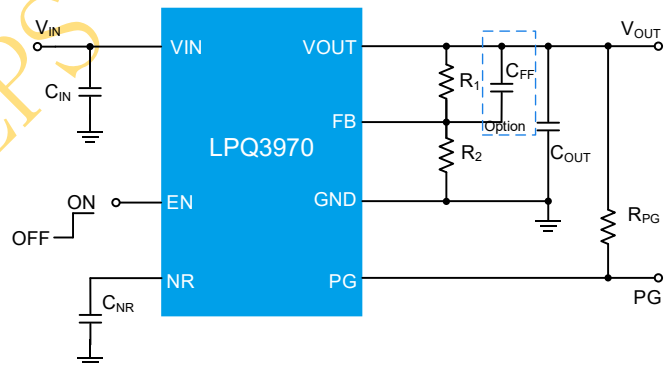 LPS
VIN
VOUT
VIN
VOUT
CIN
R1
CFF
FB
Option
LPQ3970
R2
COUT
ON
EN
GND
OFF
RPG
NR
PG
CNR
PG